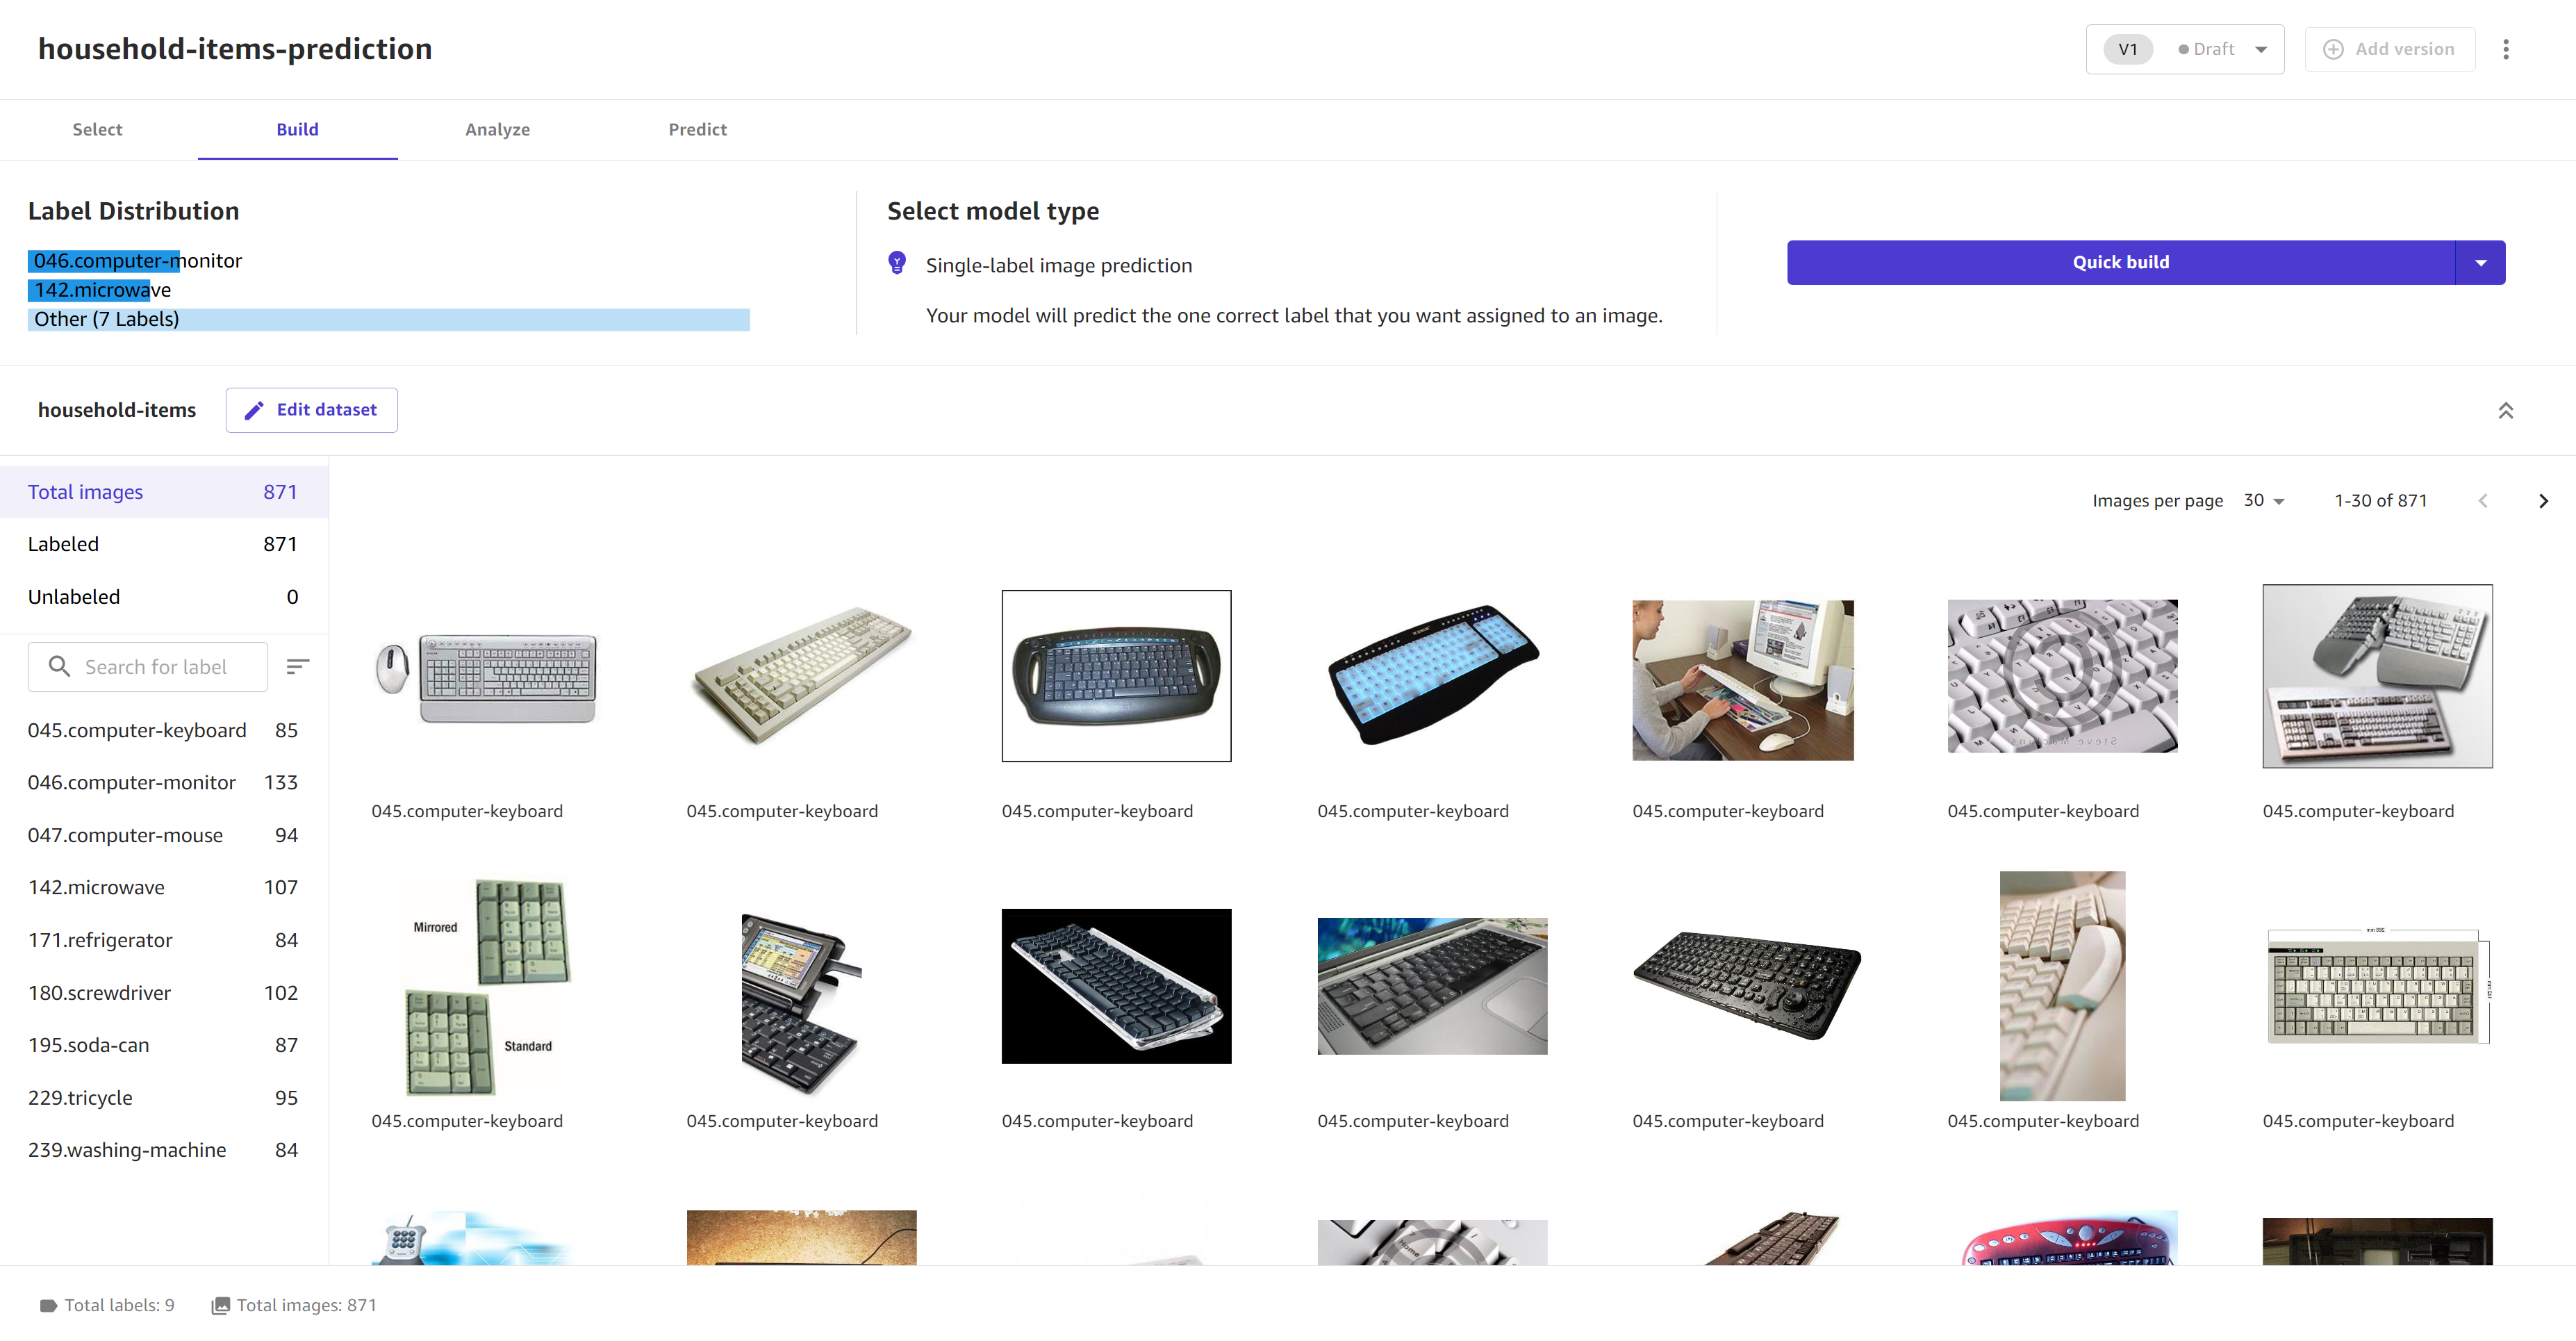 household-items-prediction
V1 Draft
Add version
Select Build Analyze Predict
Label Distribution
046.computer-monitor
142.microwave
Other (7 Labels)
Select model type
Single-label image prediction
Your model will predict the one correct label that you want assigned to an image.
Quick build
household-items
Edit dataset
Total images 871
Labeled 871
Unlabeled 0
Search for label
045.computer-keyboard 85
046.computer-monitor 133
047.computer-mouse 94
142.microwave 107
171.refrigerator 84
180.screwdriver 102
195.soda-can 87
229.tricycle 95
239.washing-machine 84
Images per page 30 1-30 of 871
045.computer-keyboard 045.computer-keyboard 045.computer-keyboard 045.computer-keyboard 045.computer-keyboard 045.computer-keyboard 045.computer-keyboard
Mirrored
Standard
045.computer-keyboard 045.computer-keyboard 045.computer-keyboard 045.computer-keyboard 045.computer-keyboard 045.computer-keyboard 045.computer-keyboard
Home
Total labels: 9 Total images: 871